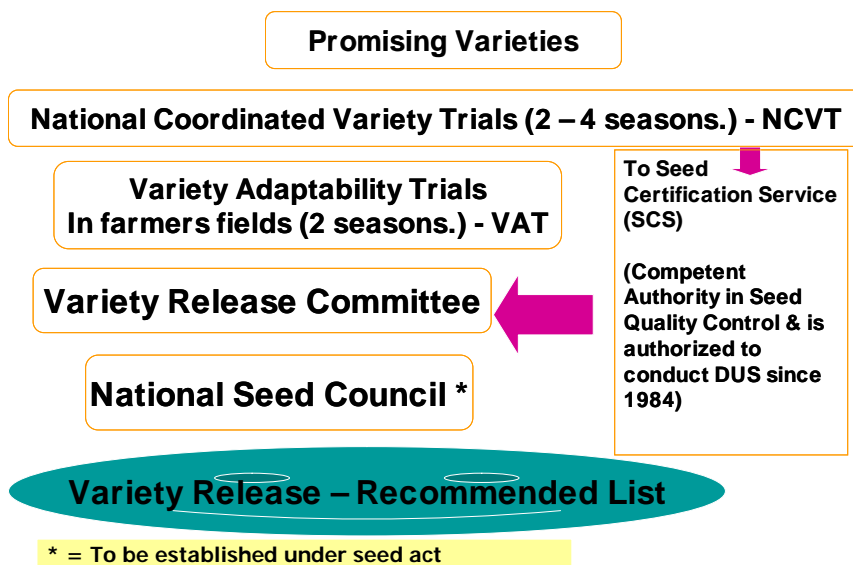 Promising Varieties
National Coordinated Variety Trials (2 – 4 seasons.) - NCVT
Variety Adaptability Trials
In farmers fields (2 seasons.) - VAT
To Seed
Certification Service
(SCS)
(Competent
Authority in Seed
Quality Control & is
authorized to
conduct DUS since
1984)
Variety Release Committee
National Seed Council *
Variety Release – Recommended List
* = To be established under seed act